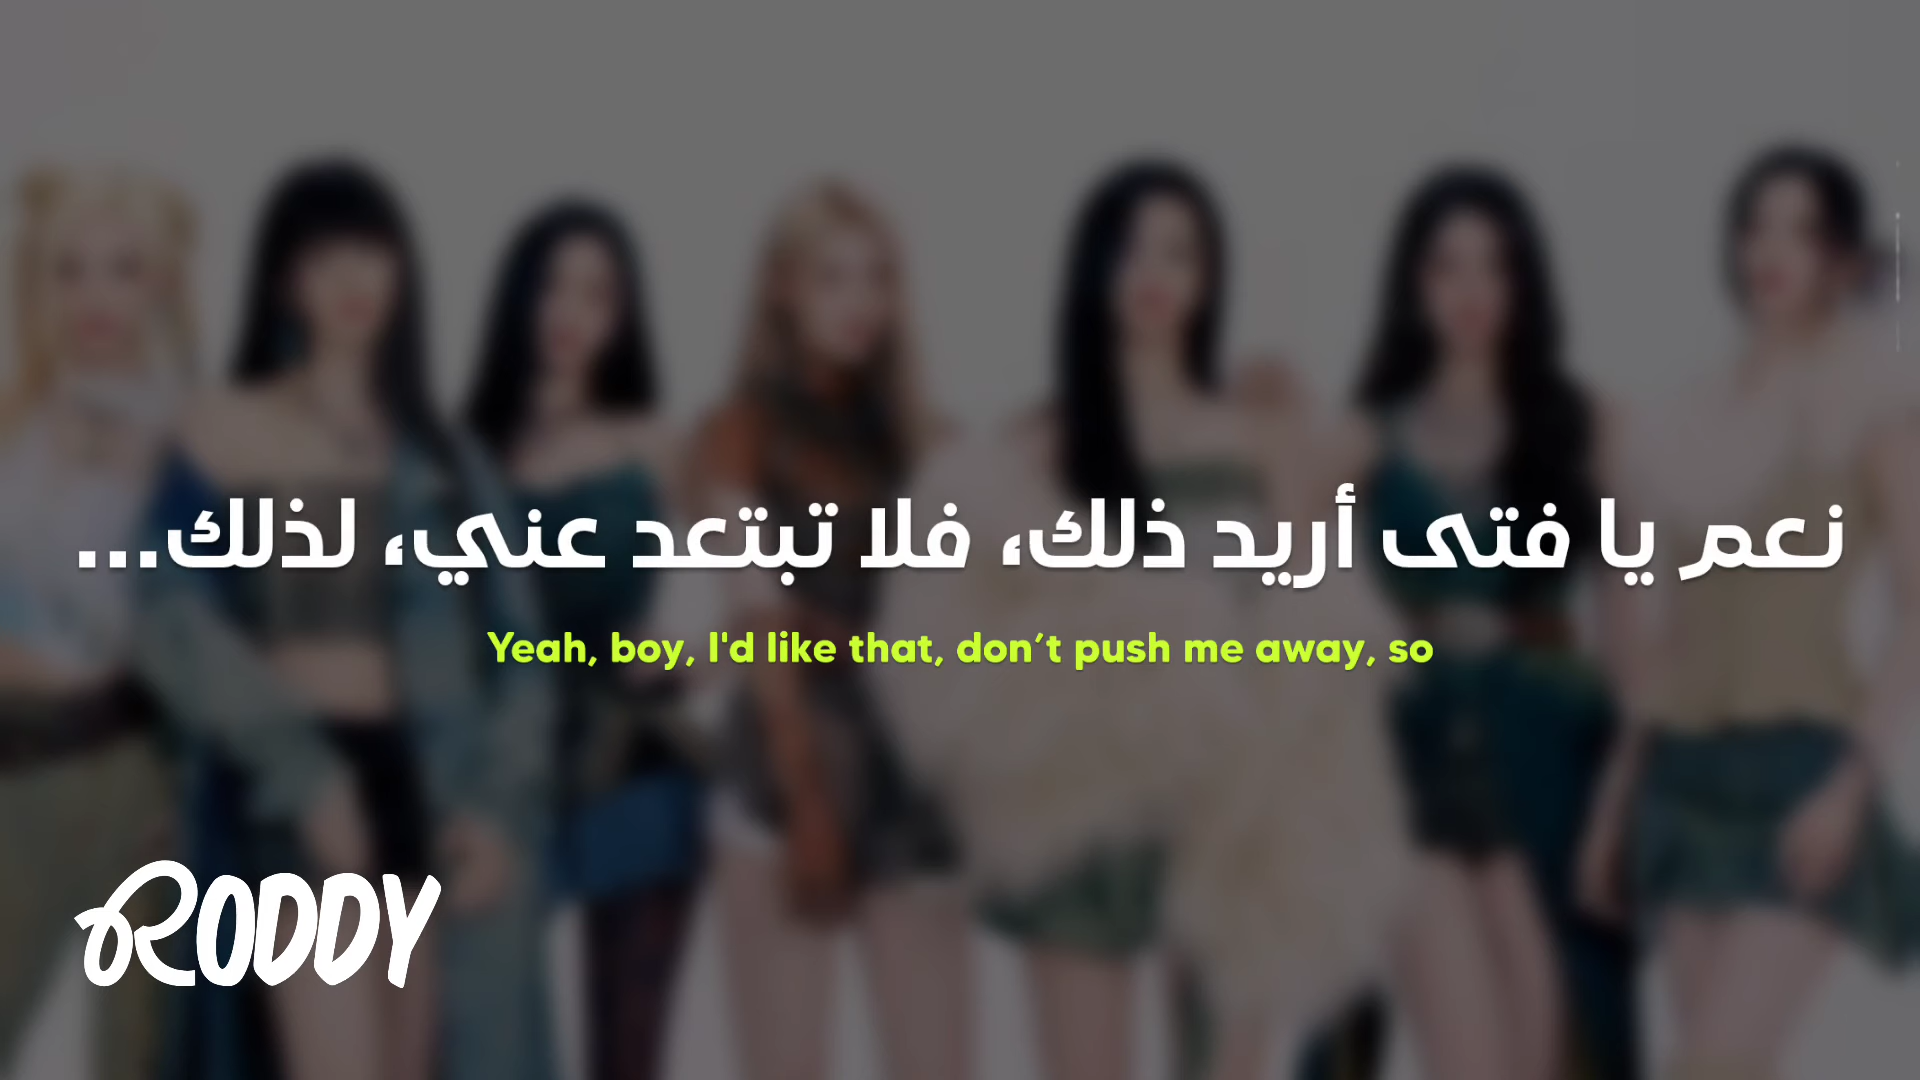 نعم يا فتى أريد ذلك، فلا تبتعد عني، لذلك...
Yeah, boy, I'd like that, don’t push me away, so
RODDY